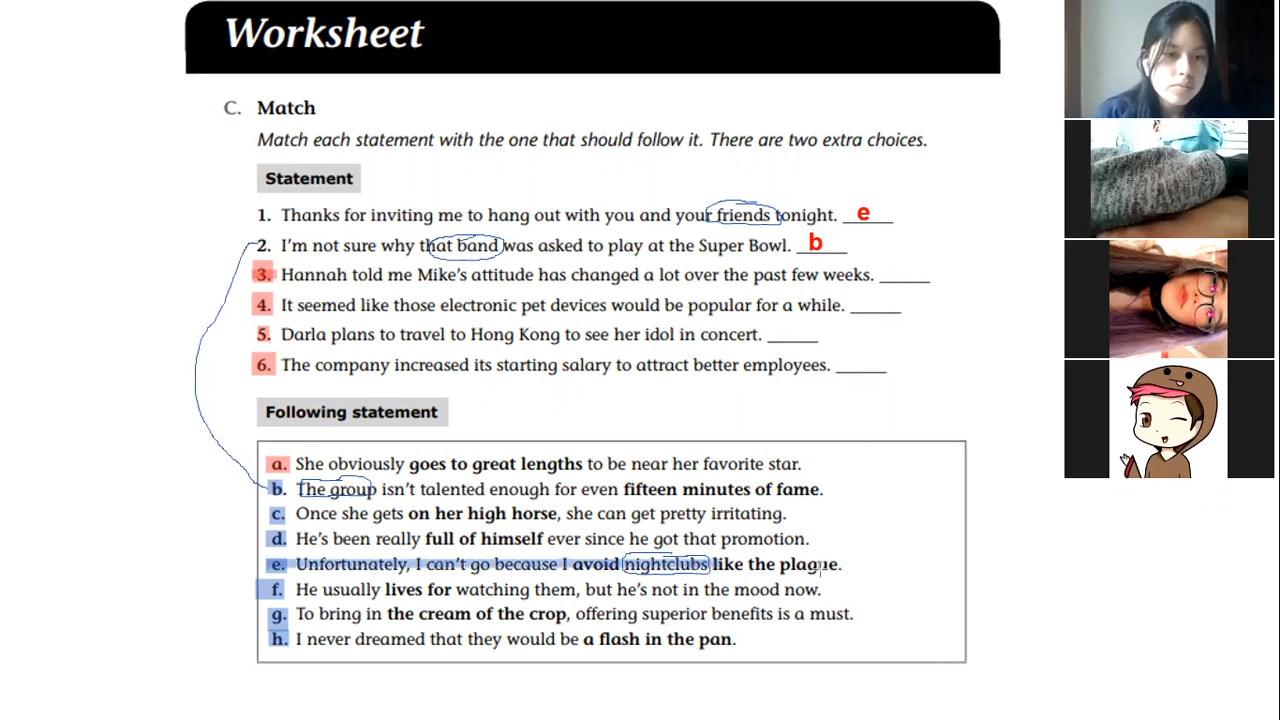 Worksheet
C. Match
Match each statement with the one that should follow it. There are two extra choices.
Statement
1. Thanks for inviting me to hang out with you and your friends tonight. e
2. I'm not sure why that band was asked to play at the Super Bowl. b
3. Hannah told me Mike's attitude has changed a lot over the past few weeks. ______
4. It seemed like those electronic pet devices would be popular for a while. ______
5. Darla plans to travel to Hong Kong to see her idol in concert. ______
6. The company increased its starting salary to attract better employees. ______
Following statement
a. She obviously goes to great lengths to be near her favorite star.
b. The group isn't talented enough for even fifteen minutes of fame.
c. Once she gets on her high horse, she can get pretty irritating.
d. He's been really full of himself ever since he got that promotion.
e. Unfortunately, I can't go because I avoid nightclubs like the plague.
f. He usually lives for watching them, but he's not in the mood now.
g. To bring in the cream of the crop, offering superior benefits is a must.
h. I never dreamed that they would be a flash in the pan.